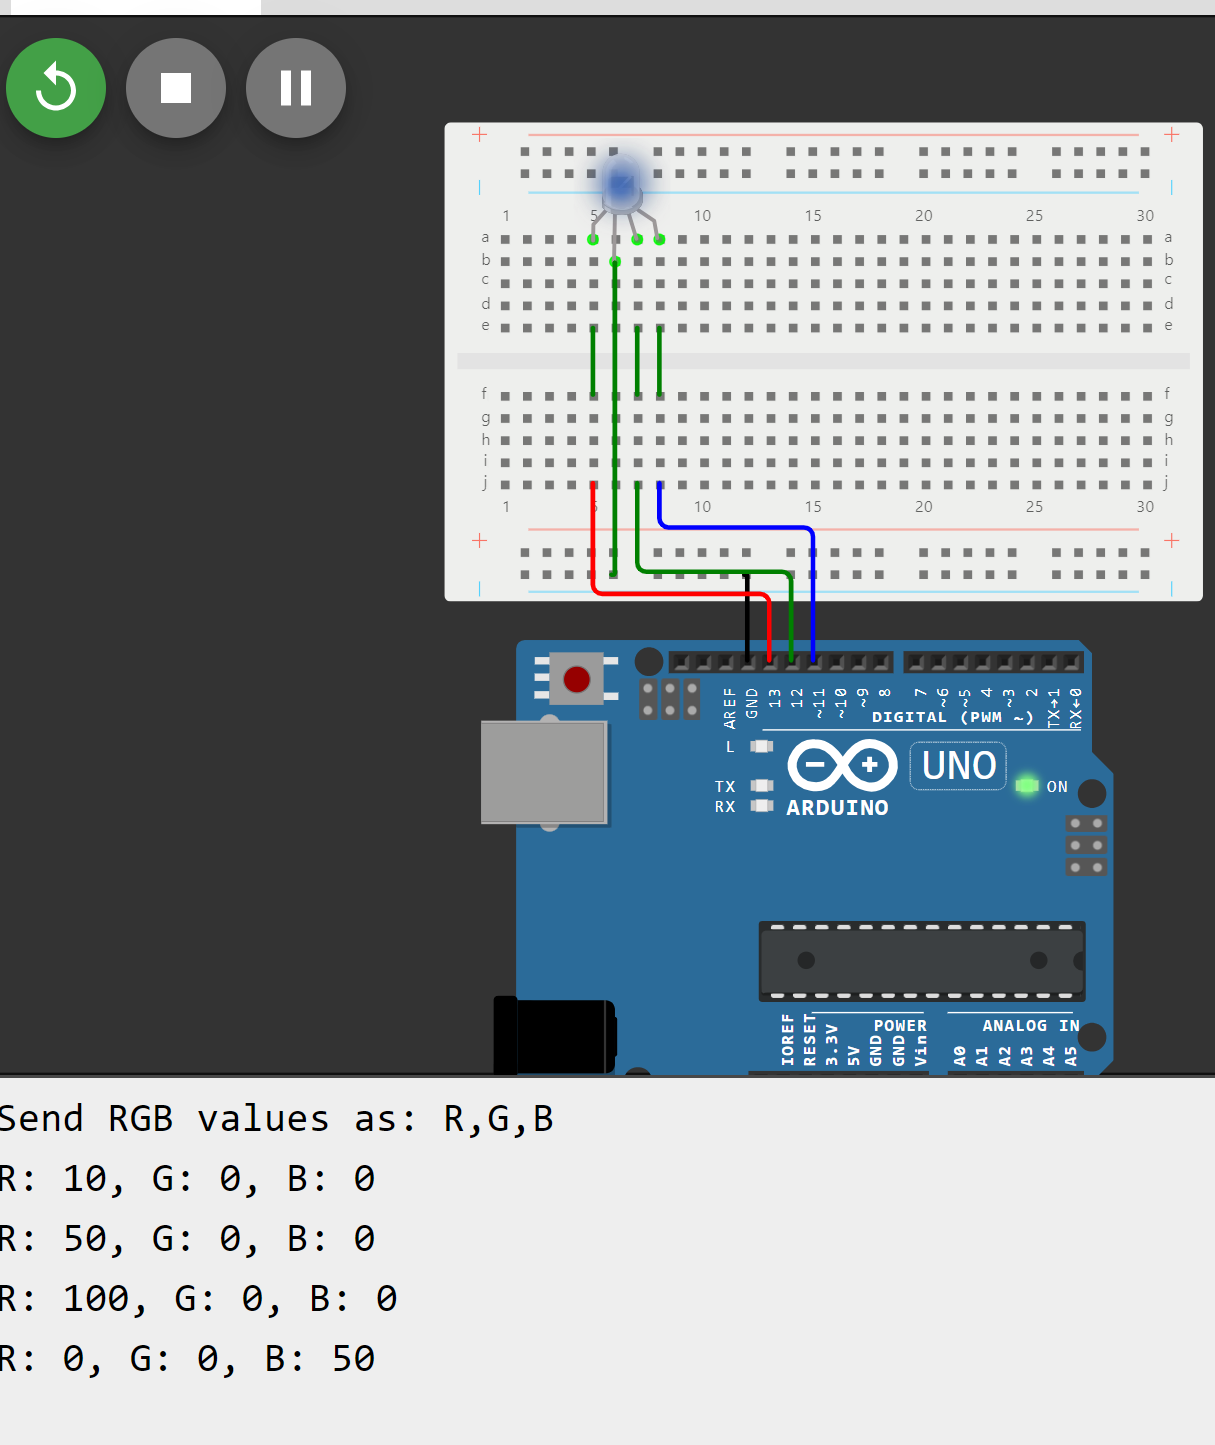 + +
| |
1 5 10 15 20 25 30
a a
b b
c c
d d
e e
f f
g g
h h
i i
j j
1 5 10 15 20 25 30
+ +
| |
AREF GND 13 12 ~11 ~10 ~9 8 7 ~6 ~5 4 ~3 2 TX→1 RX←0
DIGITAL (PWM ~)
L
TX
RX
UNO
ON
ARDUINO
POWER ANALOG IN
IOREF RESET 3.3V 5V GND GND Vin A0 A1 A2 A3 A4 A5
Send RGB values as: R,G,B
R: 10, G: 0, B: 0
R: 50, G: 0, B: 0
R: 100, G: 0, B: 0
R: 0, G: 0, B: 50